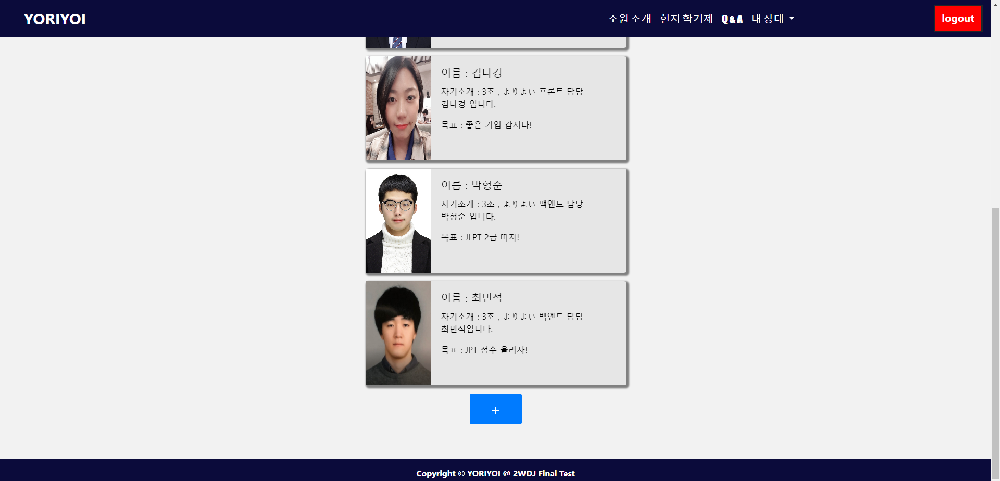 YORIYOI
조원 소개 현지 학기제 Q & A 내 상태
logout
이름 : 김나경
자기소개 : 3조 , よりよい 프론트 담당
김나경 입니다.
목표 : 좋은 기업 갑시다!
이름 : 박형준
자기소개 : 3조 , よりよい 백엔드 담당
박형준 입니다.
목표 : JLPT 2급 따자!
이름 : 최민석
자기소개 : 3조 , よりよい 백엔드 담당
최민석입니다.
목표 : JPT 점수 올리자!
+
Copyright © YORIYOI @ 2WDJ Final Test